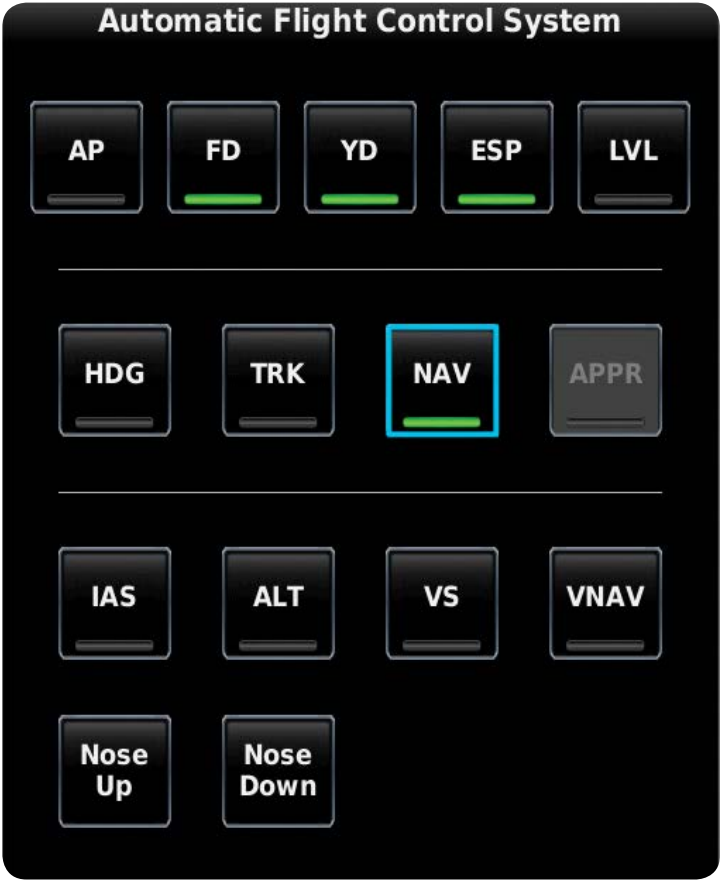 Automatic Flight Control System
AP FD YD ESP LVL
HDG TRK NAV APPR
IAS ALT VS VNAV
Nose Nose
Up Down